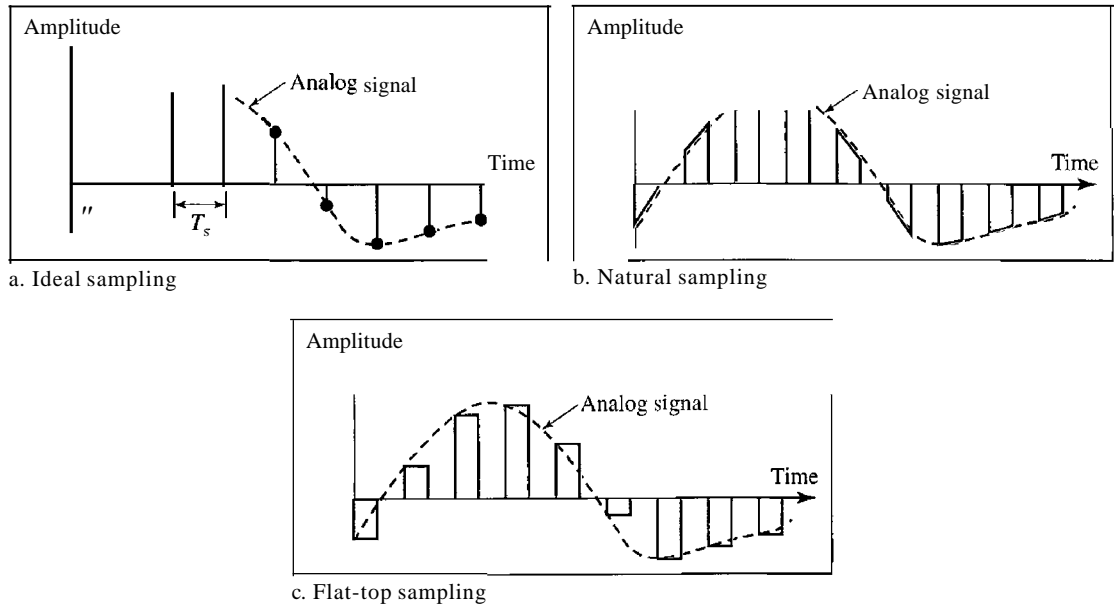 Amplitude
Analog signal
Time
"
Ts
a. Ideal sampling
Amplitude
Analog signal
Time
b. Natural sampling
Amplitude
Analog signal
Time
c. Flat-top sampling